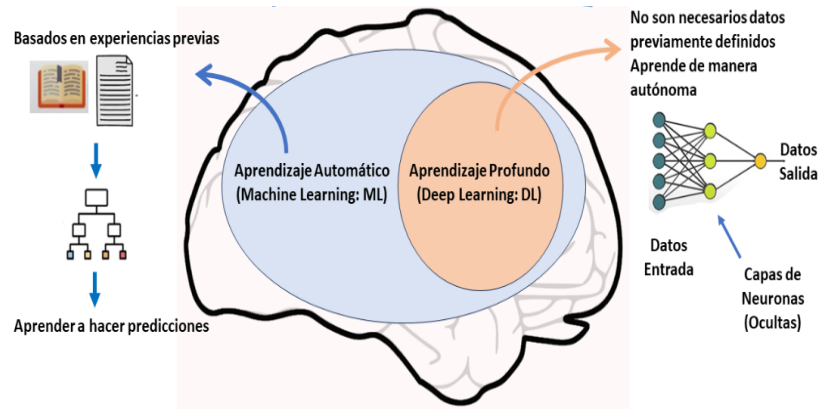 Basados en experiencias previas
Aprender a hacer predicciones
Aprendizaje Automático
(Machine Learning: ML)
Aprendizaje Profundo
(Deep Learning: DL)
No son necesarios datos
previamente definidos
Aprende de manera
autónoma
Datos
Salida
Datos
Entrada
Capas de
Neuronas
(Ocultas)